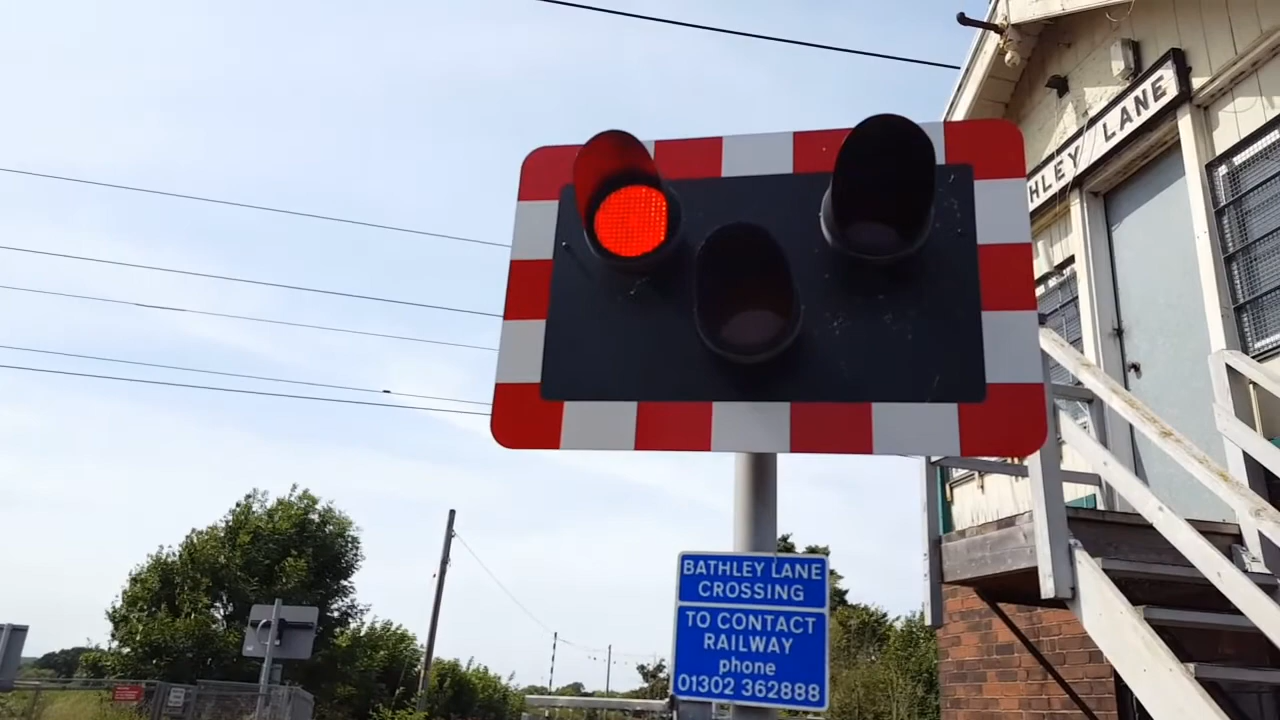 HLEY LANE
BATHLEY LANE
CROSSING
TO CONTACT
RAILWAY
phone
01302 362888